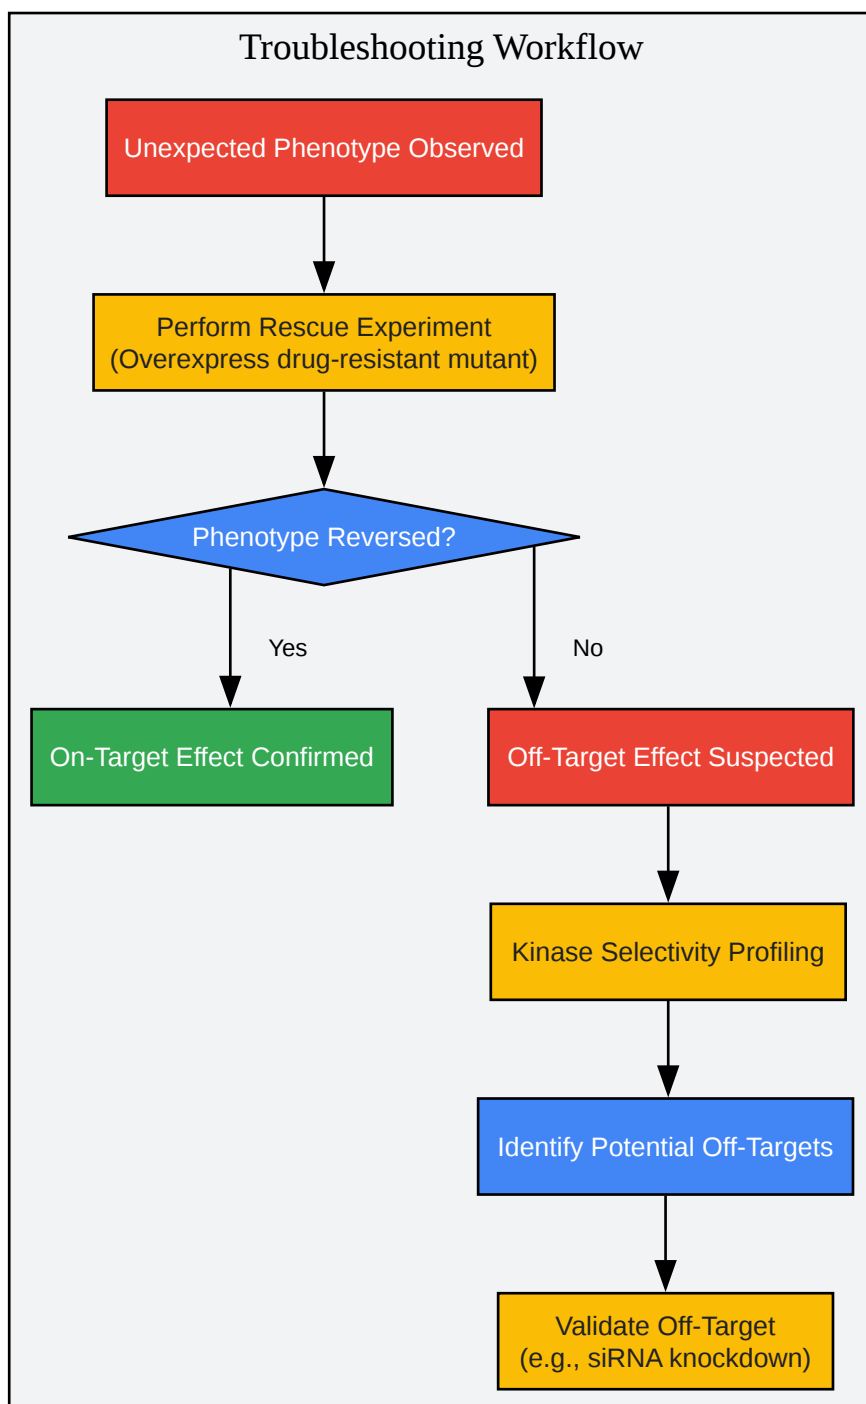 Troubleshooting Workflow
Unexpected Phenotype Observed
Perform Rescue Experiment
(Overexpress drug-resistant mutant)
Phenotype Reversed?
Yes
No
On-Target Effect Confirmed
Off-Target Effect Suspected
Kinase Selectivity Profiling
Identify Potential Off-Targets
Validate Off-Target
(e.g., siRNA knockdown)